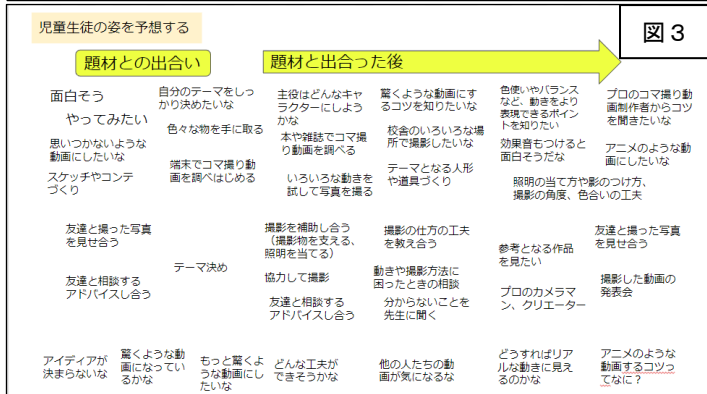 児童生徒の姿を予想する
図３
題材との出合い
題材と出合った後
面白そう
やってみたい
思いつかないような
動画にしたいな
スケッチやコンテ
づくり
自分のテーマをしっ
かり決めたいな
色々な物を手に取る
端末でコマ撮り動
画を調べはじめる
主役はどんなキャ
ラクターにしよう
かな
本や雑誌でコマ撮
り動画を調べる
いろいろな動きを
試して写真を撮る
驚くような動画にす
るコツを知りたいな
校舎のいろいろな場
所で撮影したいな
テーマとなる人形
や道具づくり
色使いやバランス
など、動きをより
表現できるポイン
トを知りたい
効果音もつけると
面白そうだな
プロのコマ撮り動
画制作者からコツ
を聞きたいな
アニメのような動
画にしたいな
照明の当て方や影のつけ方、
撮影の角度、色合いの工夫
友達と撮った写真
を見せ合う
友達と相談する
アドバイスし合う
テーマ決め
撮影を補助し合う
（撮影物を支える、
照明を当てる）
協力して撮影
友達と相談する
アドバイスし合う
撮影の仕方の工夫
を教え合う
動きや撮影方法に
困ったときの相談
分からないことを
先生に聞く
参考となる作品
を見たい
プロのカメラマ
ン、クリエーター
友達と撮った写真
を見せ合う
撮影した動画の
発表会
アイディアが
決まらないな
驚くような動
画になってい
るかな
もっと驚くよ
うな動画にし
たいな
どんな工夫が
できそうかな
他の人たちの動
画が気になるな
どうすればリア
ルな動きに見え
るのかな
アニメのような
動画するコツっ
てなに？